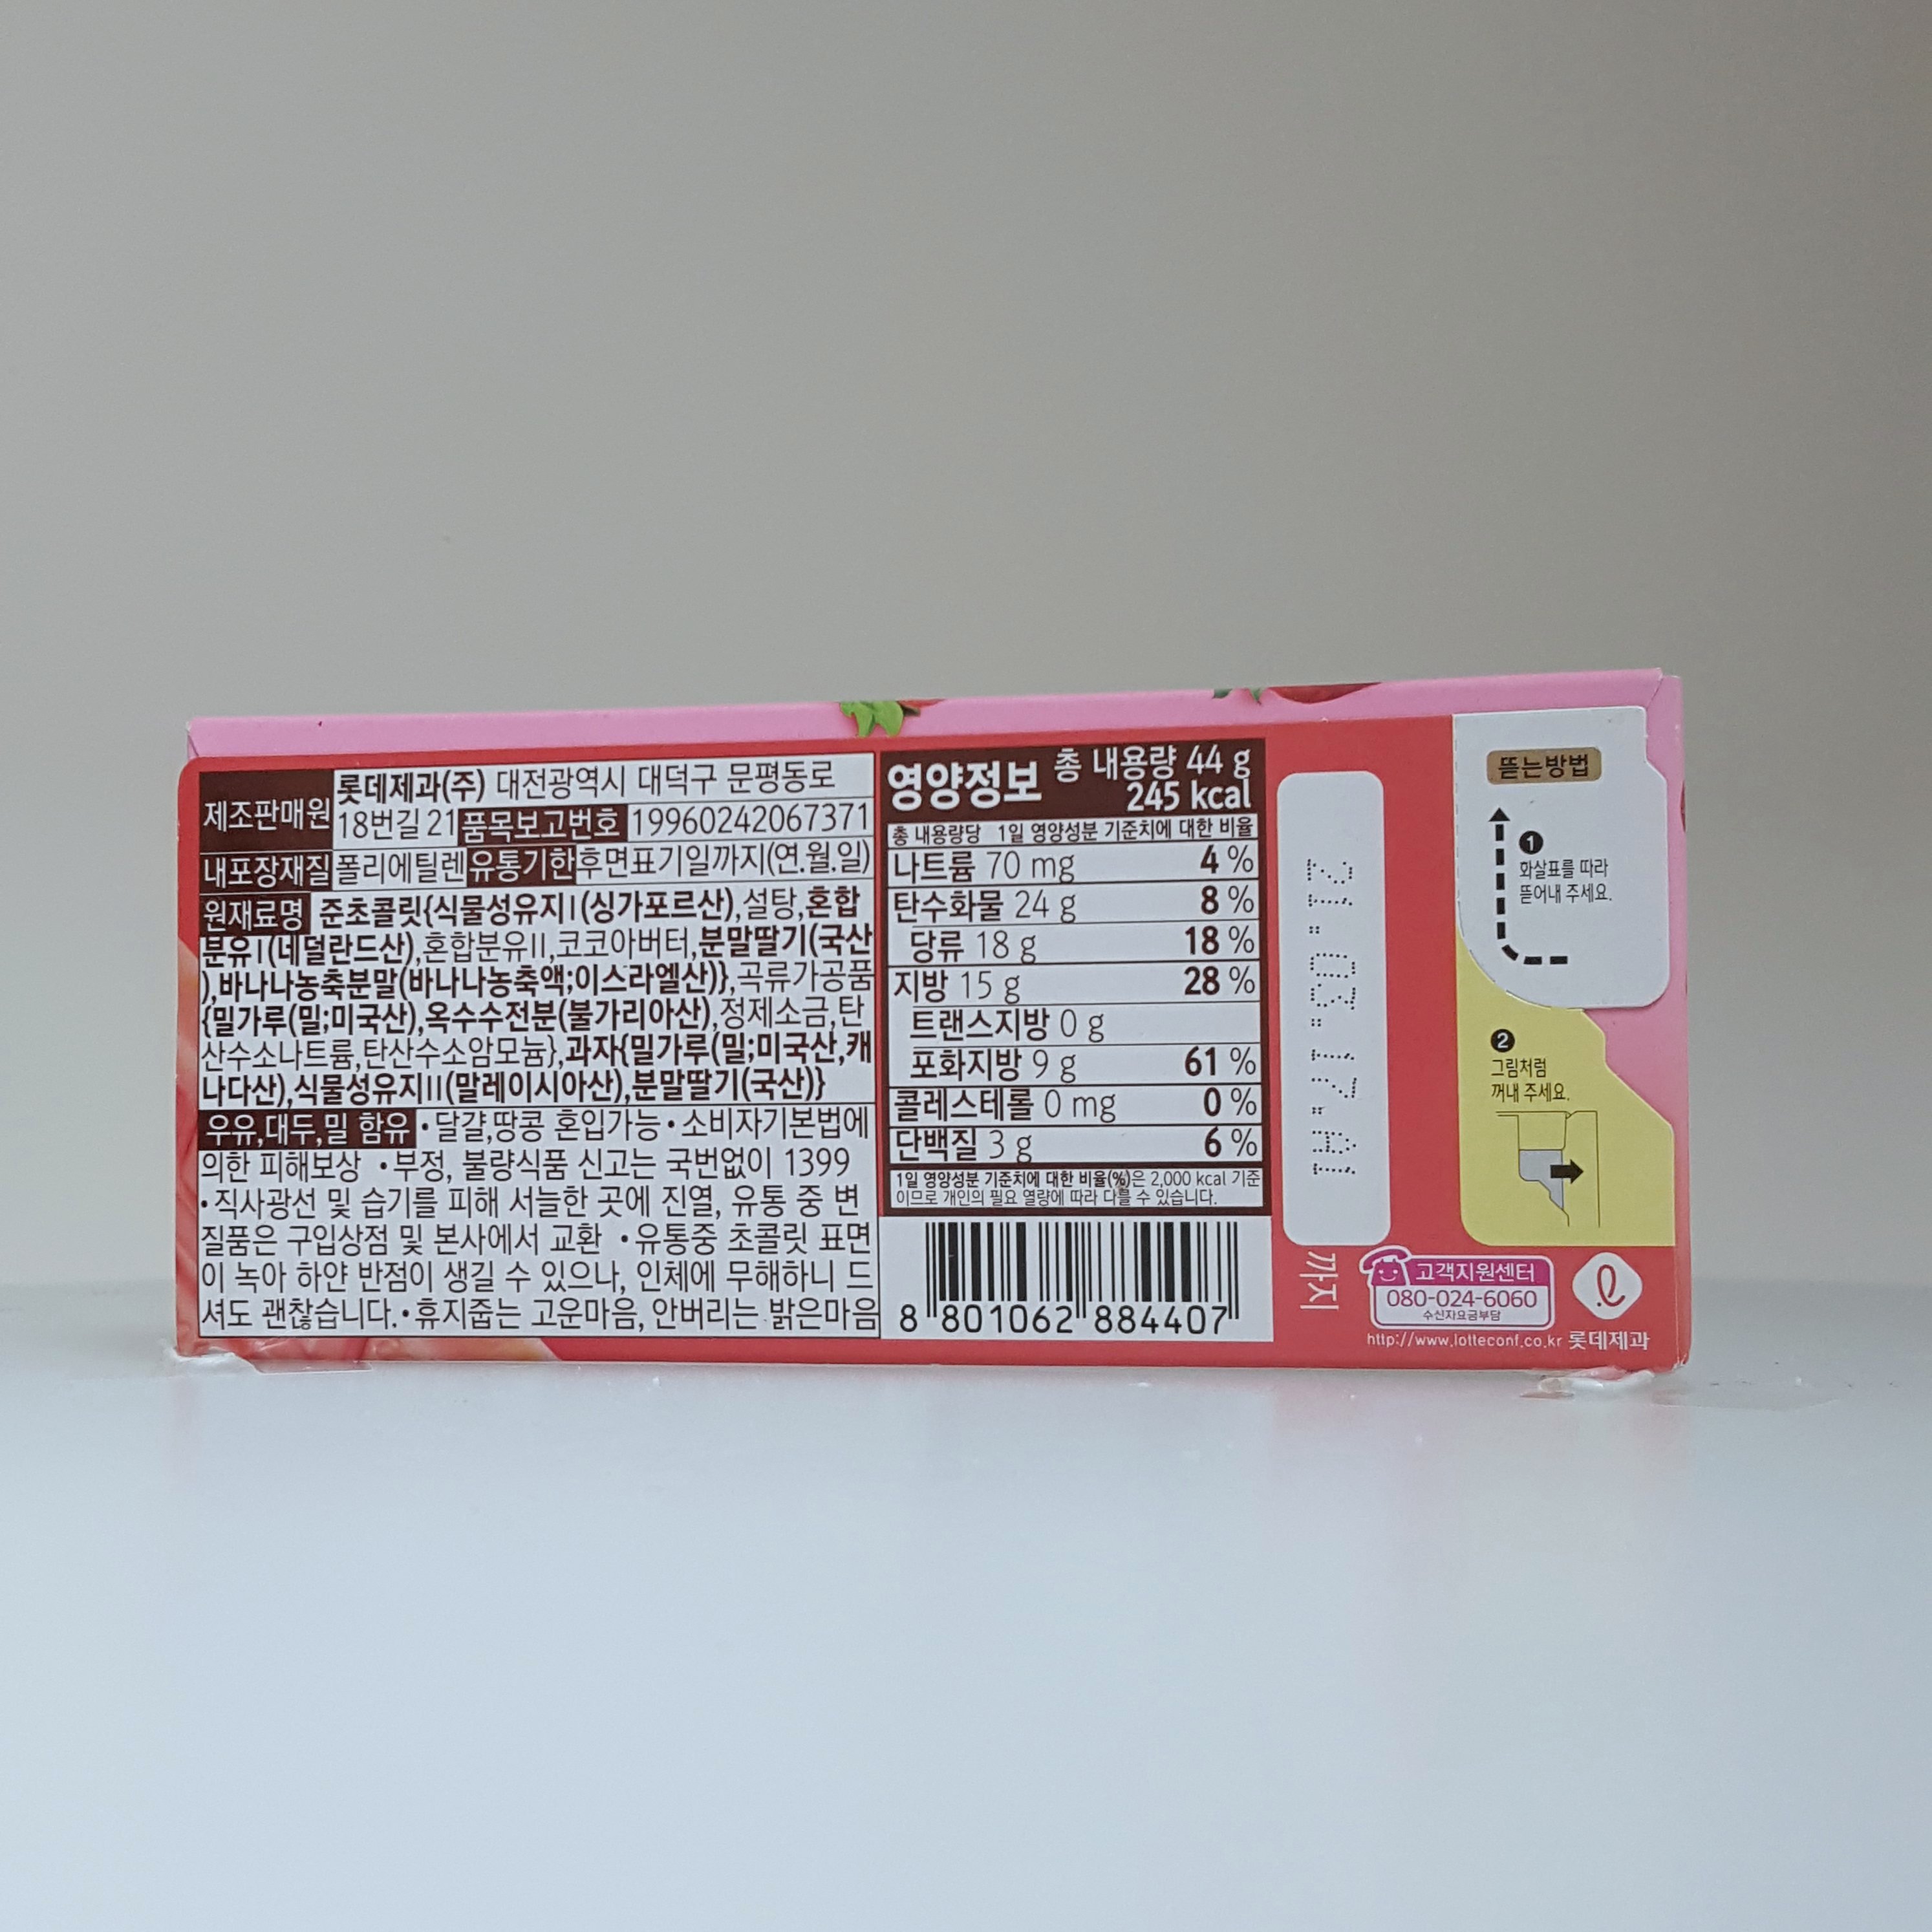 제조판매원 롯데제과(주) 대전광역시 대덕구 문평동로
18번길 21 품목보고번호 19960242067371
내포장재질 폴리에틸렌 유통기한 후면표기일까지(연.월.일)
원재료명 준초콜릿{식물성유지Ⅰ(싱가포르산),설탕,혼합
분유Ⅰ(네덜란드산),혼합분유Ⅱ,코코아버터,분말딸기(국산
),바나나농축분말(바나나농축액;이스라엘산)},곡류가공품
{밀가루(밀;미국산),옥수수전분(불가리아산),정제소금,탄
산수소나트륨,탄산수소암모늄},과자{밀가루(밀;미국산,캐
나다산),식물성유지Ⅱ(말레이시아산),분말딸기(국산)}
우유,대두,밀 함유 •달걀,땅콩 혼입가능•소비자기본법에
의한 피해보상 •부정, 불량식품 신고는 국번없이 1399
•직사광선 및 습기를 피해 서늘한 곳에 진열, 유통 중 변
질품은 구입상점 및 본사에서 교환 •유통중 초콜릿 표면
이 녹아 하얀 반점이 생길 수 있으나, 인체에 무해하니 드
셔도 괜찮습니다.•휴지줍는 고운마음, 안버리는 밝은마음
영양정보 총 내용량 44 g
245 kcal
총 내용량당 1일 영양성분 기준치에 대한 비율
나트륨 70 mg 4 %
탄수화물 24 g 8 %
당류 18 g 18 %
지방 15 g 28 %
트랜스지방 0 g
포화지방 9 g 61 %
콜레스테롤 0 mg 0 %
단백질 3 g 6 %
1일 영양성분 기준치에 대한 비율(%)은 2,000 kcal 기준
이므로 개인의 필요 열량에 따라 다를 수 있습니다.
8 801062 884407
까지
뜯는방법
1
화살표를 따라
뜯어내 주세요.
2
그림처럼
꺼내 주세요.
고객지원센터
080-024-6060
수신자요금부담
http://www.lotteconf.co.kr 롯데제과